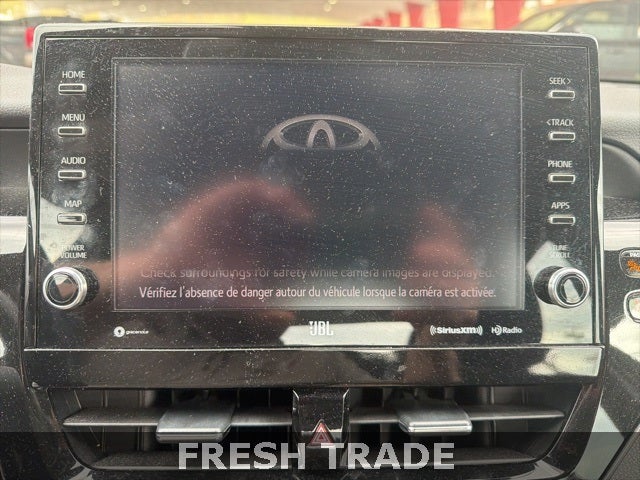 HOME
MENU
AUDIO
MAP
POWER
VOLUME
SEEK>
<TRACK
PHONE
APPS
TUNE
SCROLL
Check surroundings for safety while camera images are displayed.
Vérifiez l'absence de danger autour du véhicule lorsque la caméra est activée.
gracenote
JBL
((SiriusXM))
HD Radio
FRESH TRADE